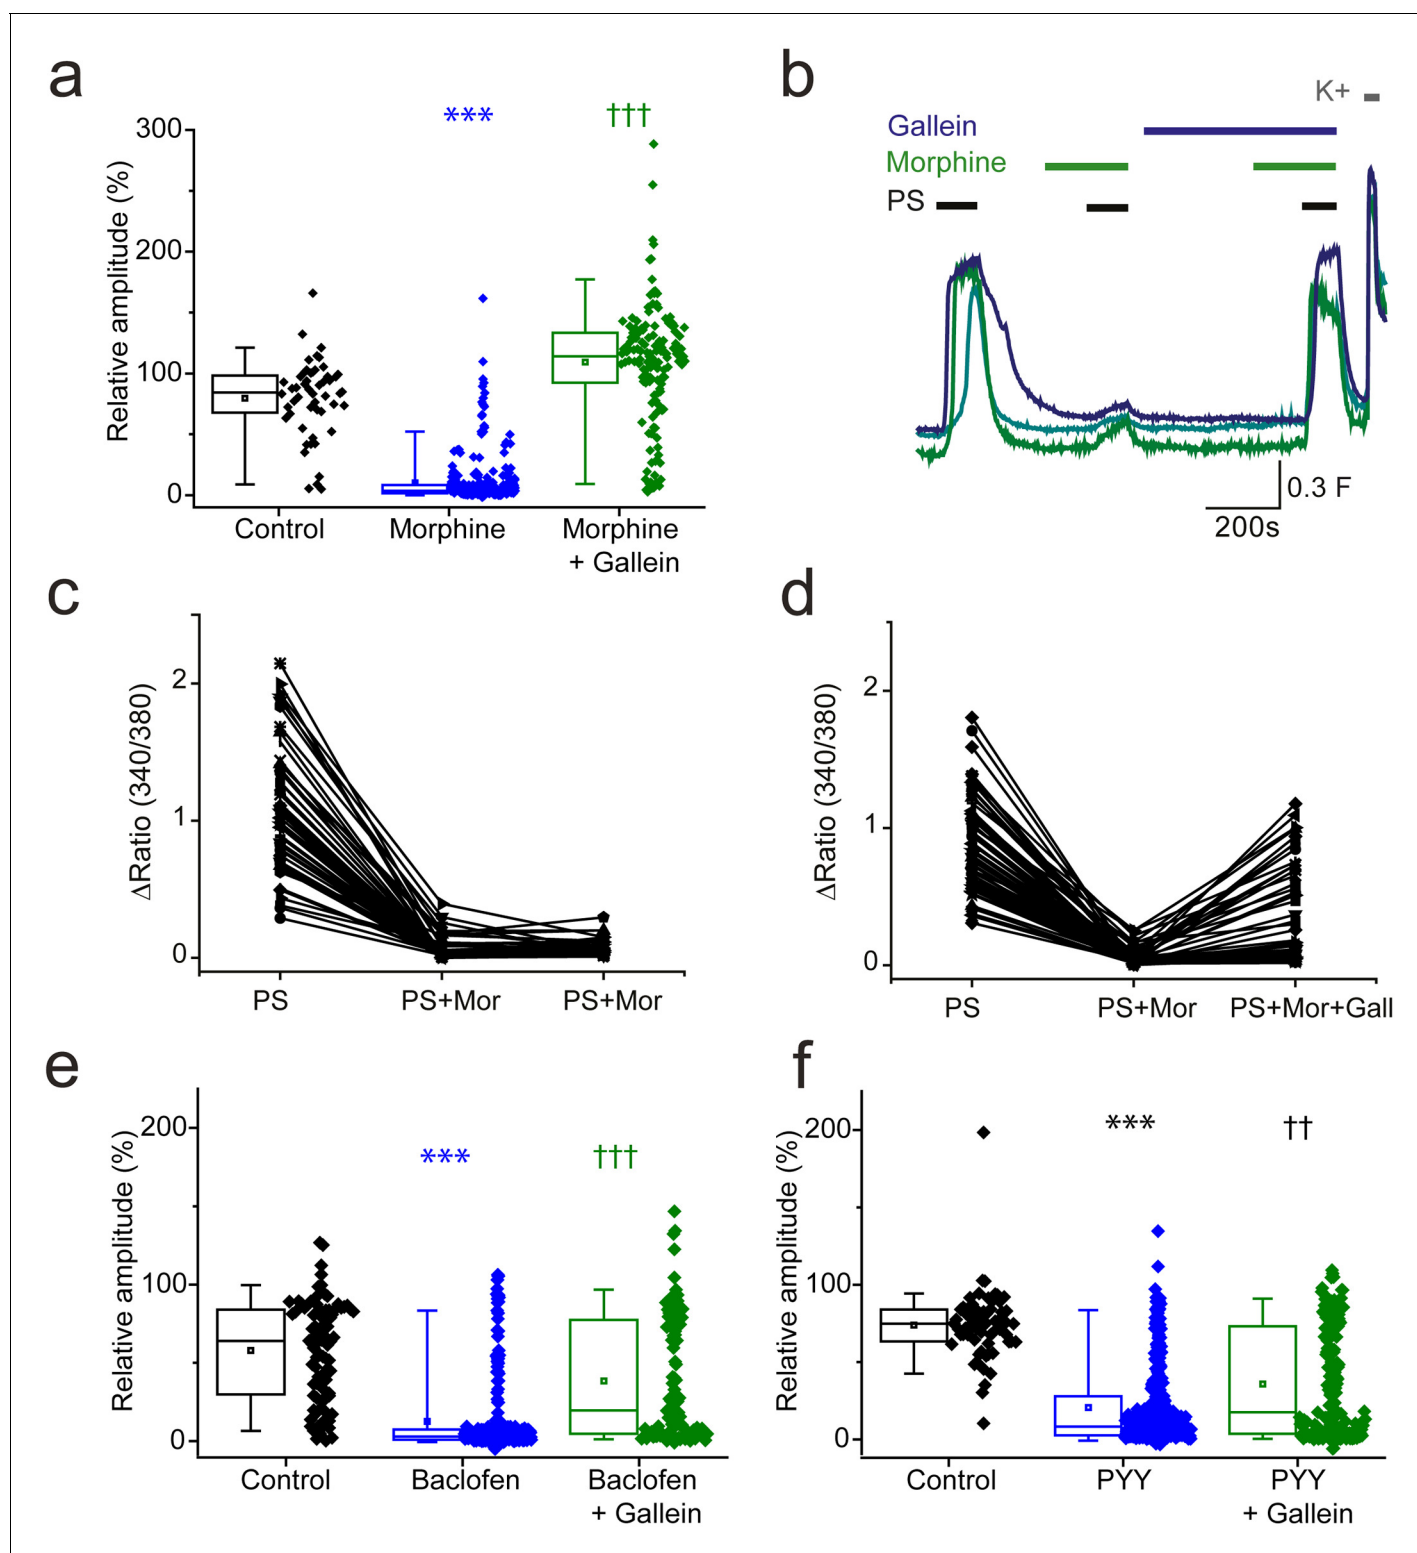 a
***
†††
300
200
100
0
Relative amplitude (%)
Control
Morphine
Morphine
+ Gallein
b
K+
Gallein
Morphine
PS
0.3 F
200s
c
2
1
0
ΔRatio (340/380)
PS
PS+Mor
PS+Mor
d
2
1
0
ΔRatio (340/380)
PS
PS+Mor
PS+Mor+Gall
e
***
†††
200
100
0
Relative amplitude (%)
Control
Baclofen
Baclofen
+ Gallein
f
***
††
200
100
0
Relative amplitude (%)
Control
PYY
PYY
+ Gallein